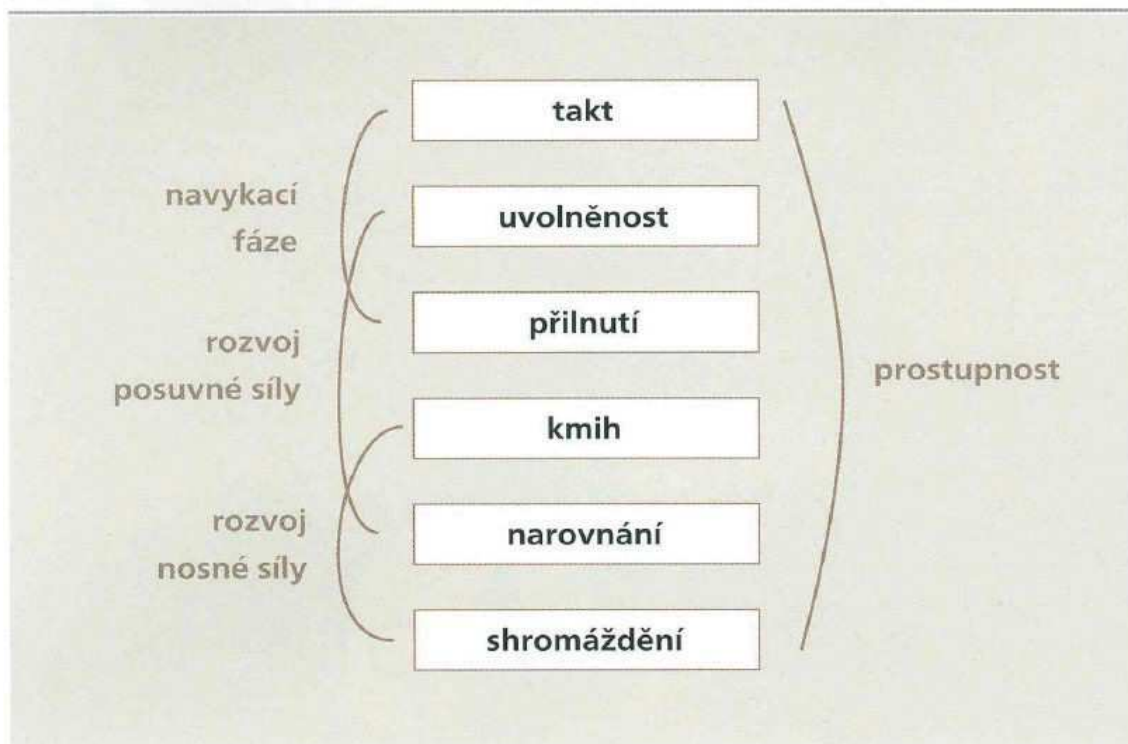 takt
navykací
fáze
uvolněnost
přilnutí
rozvoj
posuvné síly
prostupnost
kmih
rozvoj
nosné síly
narovnání
shromáždění